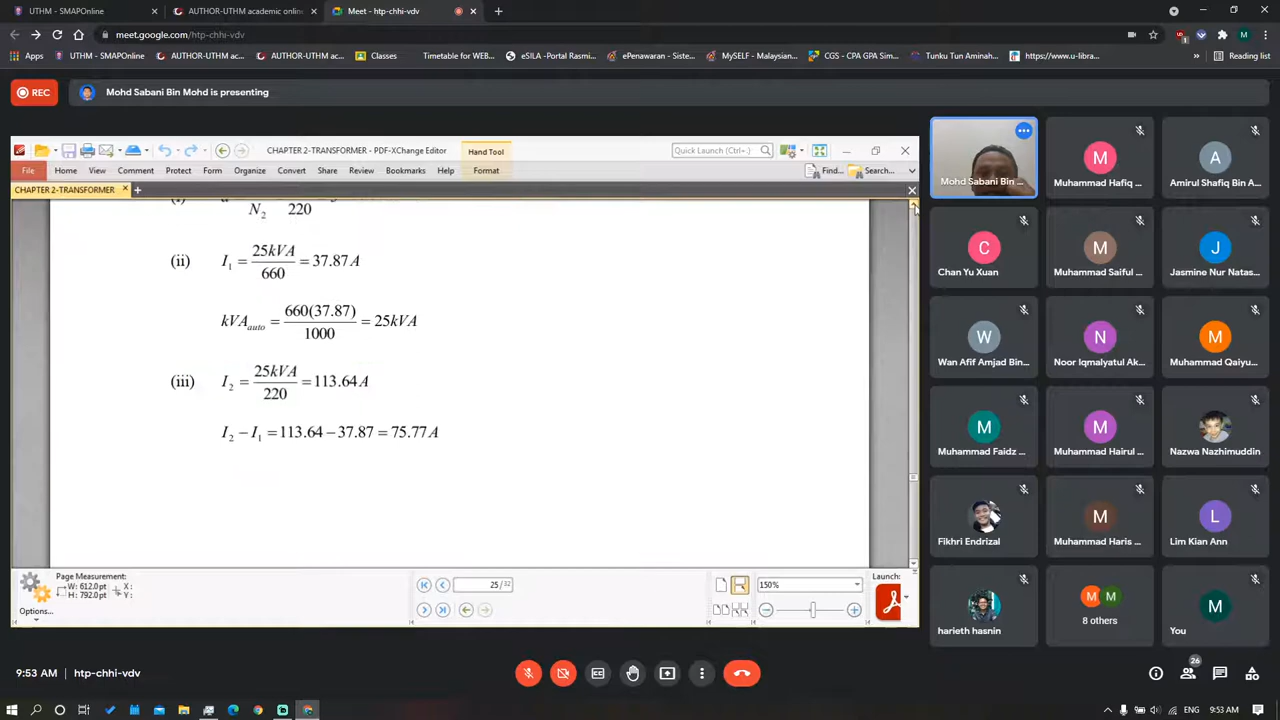 UTHM - SMAPOnline
AUTHOR-UTHM academic onlin
Meet - htp-chhi-vdv
meet.google.com/htp-chhi-vdv
Apps
UTHM - SMAPOnline
AUTHOR-UTHM ac...
AUTHOR-UTHM ac...
Classes
Timetable for WEB...
eSILA -Portal Rasmi...
ePenawaran - Siste...
MySELF - Malaysian...
CGS - CPA GPA Sim...
Tunku Tun Aminah...
https://www.u-libra...
»
Reading list
REC
Mohd Sabani Bin Mohd is presenting
CHAPTER 2-TRANSFORMER - PDF-XChange Editor
Hand Tool
Quick Launch (Ctrl+.)
File
Home
View
Comment
Protect
Form
Organize
Convert
Share
Review
Bookmarks
Help
Format
Find...
Search...
CHAPTER 2-TRANSFORMER
N₂ 220
(ii) I₁ = 25kVA / 660 = 37.87A
kVA_auto = 660(37.87) / 1000 = 25kVA
(iii) I₂ = 25kVA / 220 = 113.64A
I₂ − I₁ = 113.64 − 37.87 = 75.77A
Page Measurement:
W: 612.0pt X:
H: 792.0pt Y:
Options...
25 / 32
150%
Launch:
Mohd Sabani Bin ...
Muhammad Hafiq ...
Amirul Shafiq Bin A...
Chan Yu Xuan
Muhammad Saiful ...
Jasmine Nur Natas...
Wan Afif Amjad Bin...
Noor Iqmalyatul Ak...
Muhammad Qaiyu...
Muhammad Faidz ...
Muhammad Hairul ...
Nazwa Nazhimuddin
Fikhri Endrizal
Muhammad Haris ...
Lim Kian Ann
harieth hasnin
8 others
You
9:53 AM | htp-chhi-vdv
26
ENG 9:53 AM